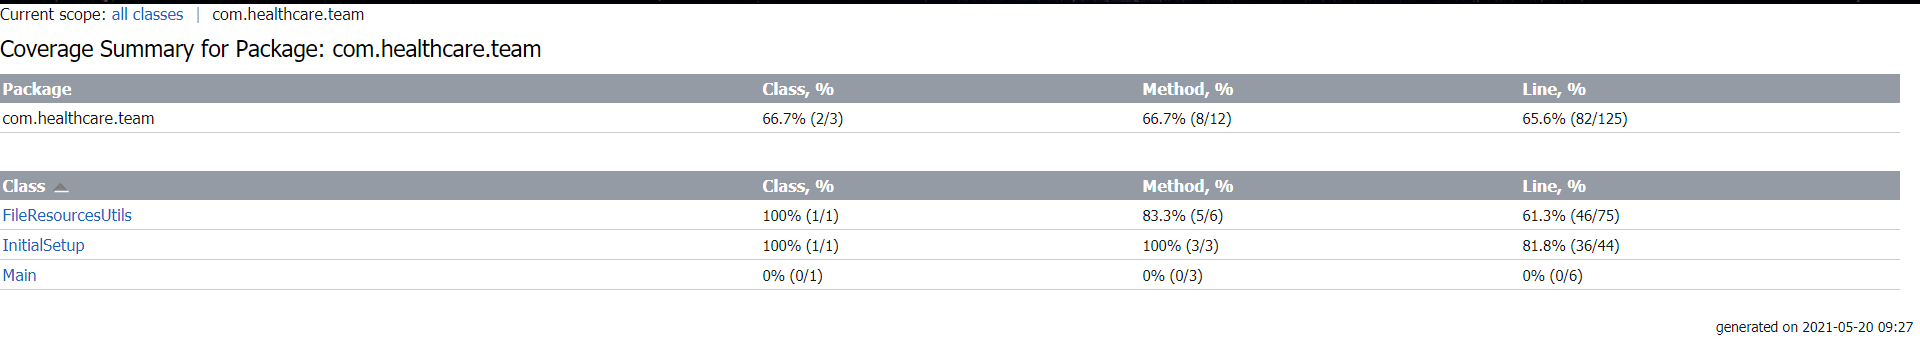 Current scope: all classes | com.healthcare.team
Coverage Summary for Package: com.healthcare.team
Package Class, % Method, % Line, %
com.healthcare.team 66.7% (2/3) 66.7% (8/12) 65.6% (82/125)
Class Class, % Method, % Line, %
FileResourcesUtils 100% (1/1) 83.3% (5/6) 61.3% (46/75)
InitialSetup 100% (1/1) 100% (3/3) 81.8% (36/44)
Main 0% (0/1) 0% (0/3) 0% (0/6)
generated on 2021-05-20 09:27